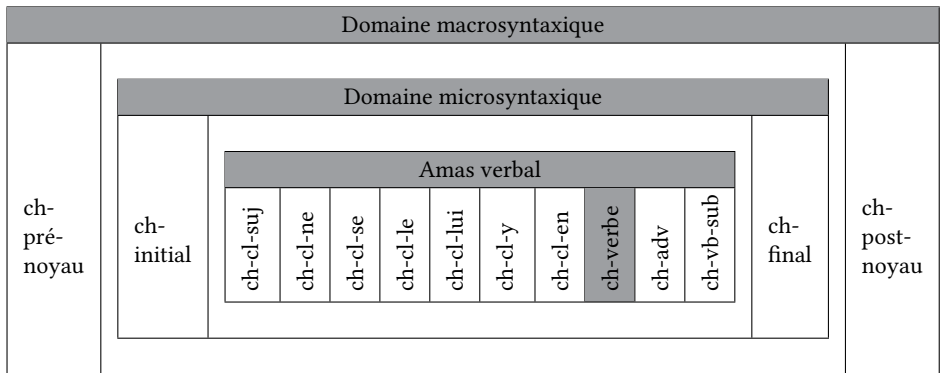 Domaine macrosyntaxique
Domaine microsyntaxique
Amas verbal
ch-
pré-
noyau
ch-
initial
ch-cl-suj
ch-cl-ne
ch-cl-se
ch-cl-le
ch-cl-lui
ch-cl-y
ch-cl-en
ch-verbe
ch-adv
ch-vb-sub
ch-
final
ch-
post-
noyau